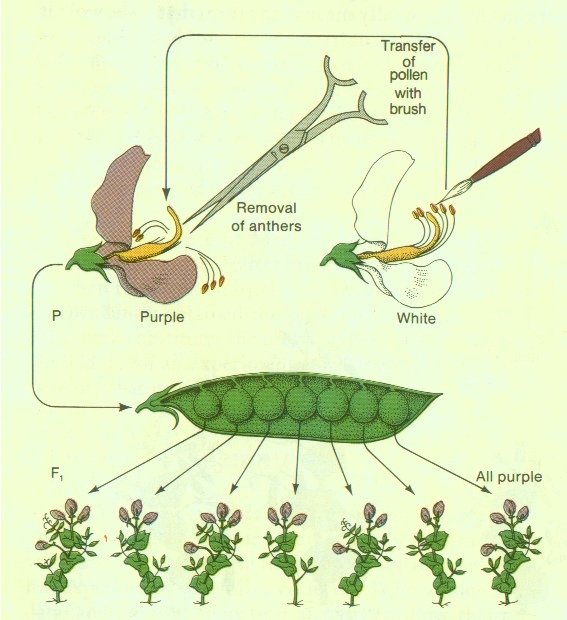 Transfer
of
pollen
with
brush
Removal
of anthers
P
Purple
White
F₁
All purple